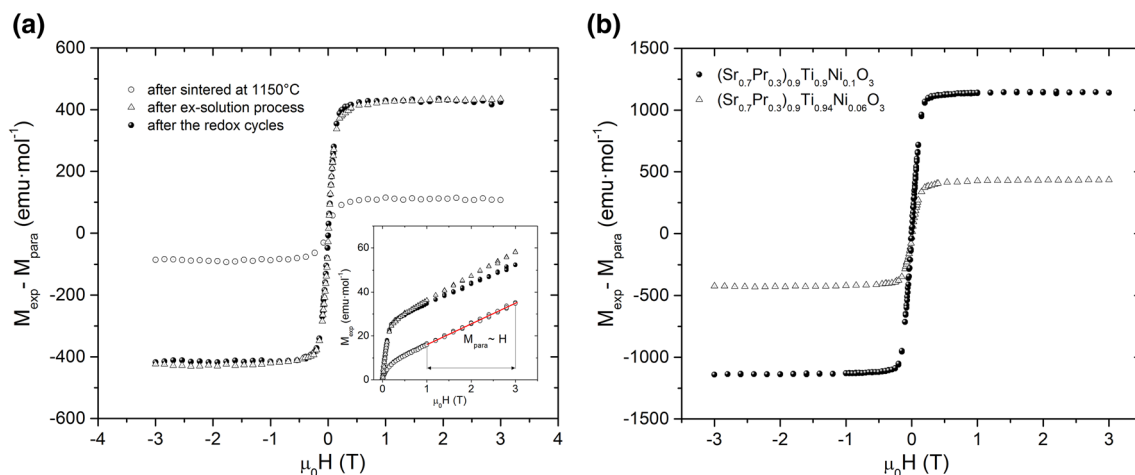 (a)
600
400
200
0
-200
-400
-600
M_exp - M_para (emu·mol⁻¹)
after sintered at 1150°C
after ex-solution process
after the redox cycles
-4 -3 -2 -1 0 1 2 3 4
μ₀H (T)
60
40
20
0
M_exp (emu·mol⁻¹)
M_para ~ H
0 1 2 3
μ₀H (T)
(b)
1500
1000
500
0
-500
-1000
-1500
M_exp - M_para (emu·mol⁻¹)
(Sr₀.₇Pr₀.₃)₀.₉Ti₀.₉Ni₀.₁O₃
(Sr₀.₇Pr₀.₃)₀.₉Ti₀.₉₄Ni₀.₀₆O₃
-3 -2 -1 0 1 2 3
μ₀H (T)